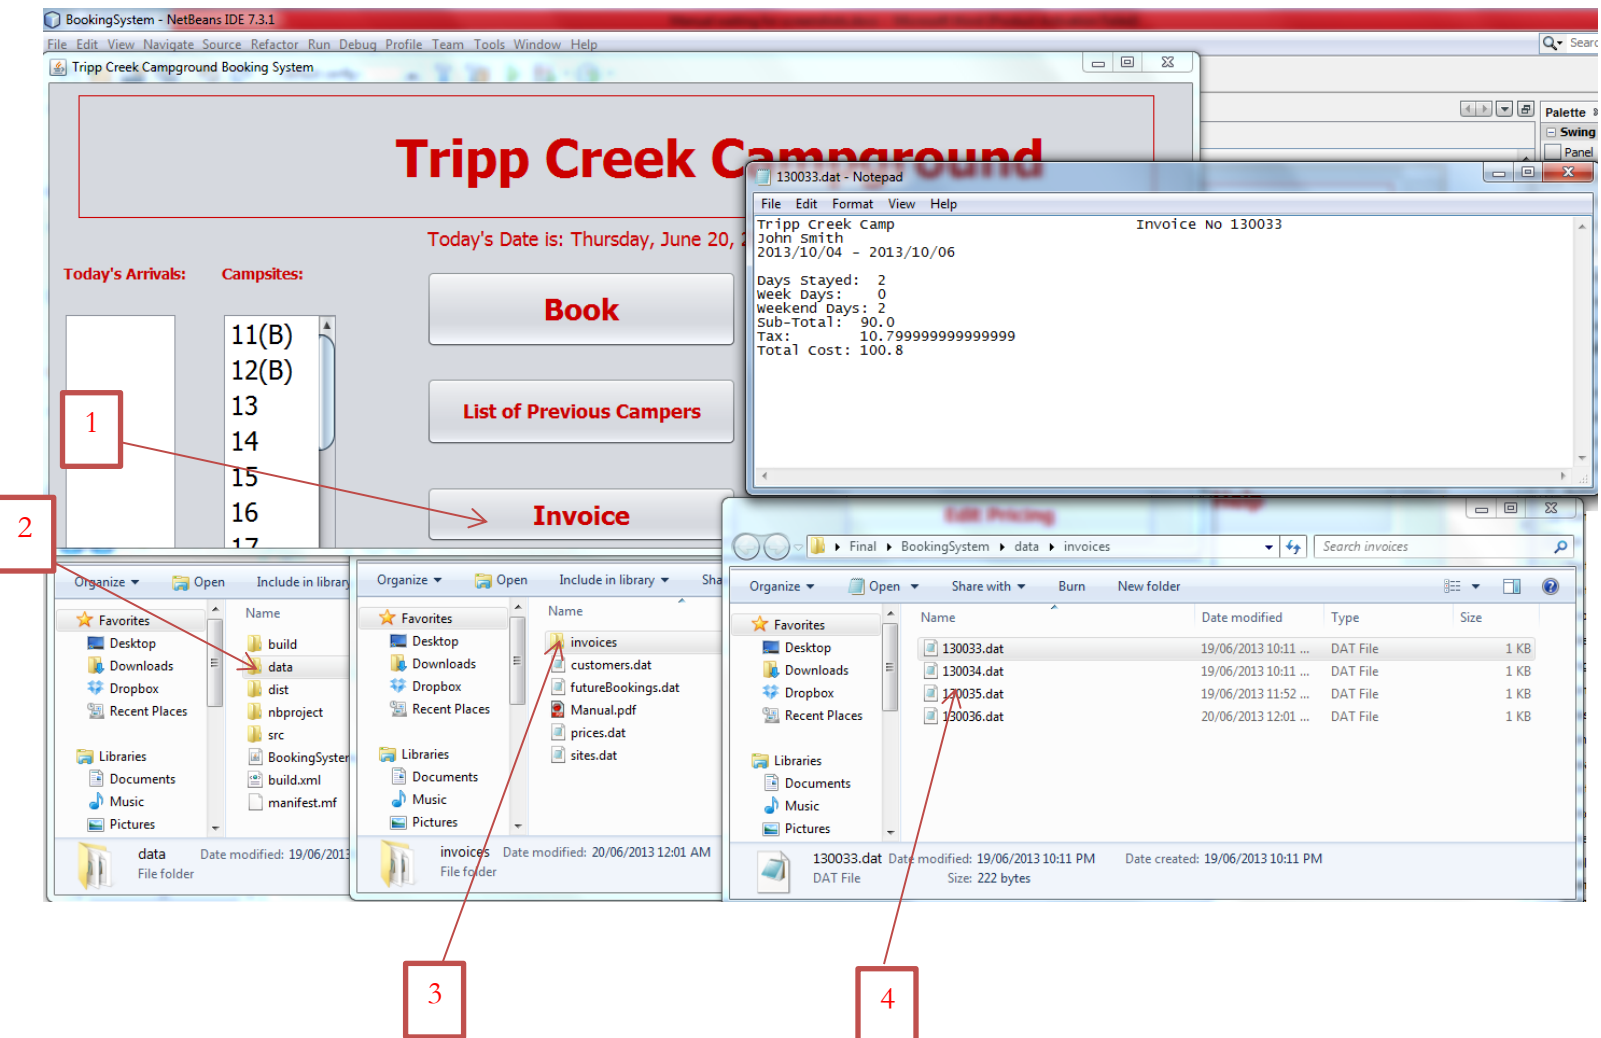 BookingSystem - NetBeans IDE 7.3.1
File Edit View Navigate Source Refactor Run Debug Profile Team Tools Window Help
Searc
Tripp Creek Campground Booking System
Palette
Swing
Panel
Tripp Creek Campground
Today's Date is: Thursday, June 20, 2
Today's Arrivals:
Campsites:
11(B)
12(B)
13
14
15
16
17
Book
List of Previous Campers
Invoice
Edit Pricing
Help
130033.dat - Notepad
File Edit Format View Help
Tripp Creek Camp Invoice No 130033
John Smith
2013/10/04 - 2013/10/06
Days Stayed: 2
Week Days: 0
Weekend Days: 2
Sub-Total: 90.0
Tax: 10.799999999999999
Total Cost: 100.8
1
2
Organize Open Include in library
Favorites
Desktop
Downloads
Dropbox
Recent Places
Libraries
Documents
Music
Pictures
Name
build
data
dist
nbproject
src
BookingSyster
build.xml
manifest.mf
data Date modified: 19/06/2013
File folder
Organize Open Include in library Sha
Favorites
Desktop
Downloads
Dropbox
Recent Places
Libraries
Documents
Music
Pictures
Name
invoices
customers.dat
futureBookings.dat
Manual.pdf
prices.dat
sites.dat
invoices Date modified: 20/06/2013 12:01 AM
File folder
Final BookingSystem data invoices
Search invoices
Organize Open Share with Burn New folder
Favorites
Desktop
Downloads
Dropbox
Recent Places
Libraries
Documents
Music
Pictures
Name Date modified Type Size
130033.dat 19/06/2013 10:11 ... DAT File 1 KB
130034.dat 19/06/2013 10:11 ... DAT File 1 KB
130035.dat 19/06/2013 11:52 ... DAT File 1 KB
130036.dat 20/06/2013 12:01 ... DAT File 1 KB
130033.dat Date modified: 19/06/2013 10:11 PM Date created: 19/06/2013 10:11 PM
DAT File Size: 222 bytes
3
4